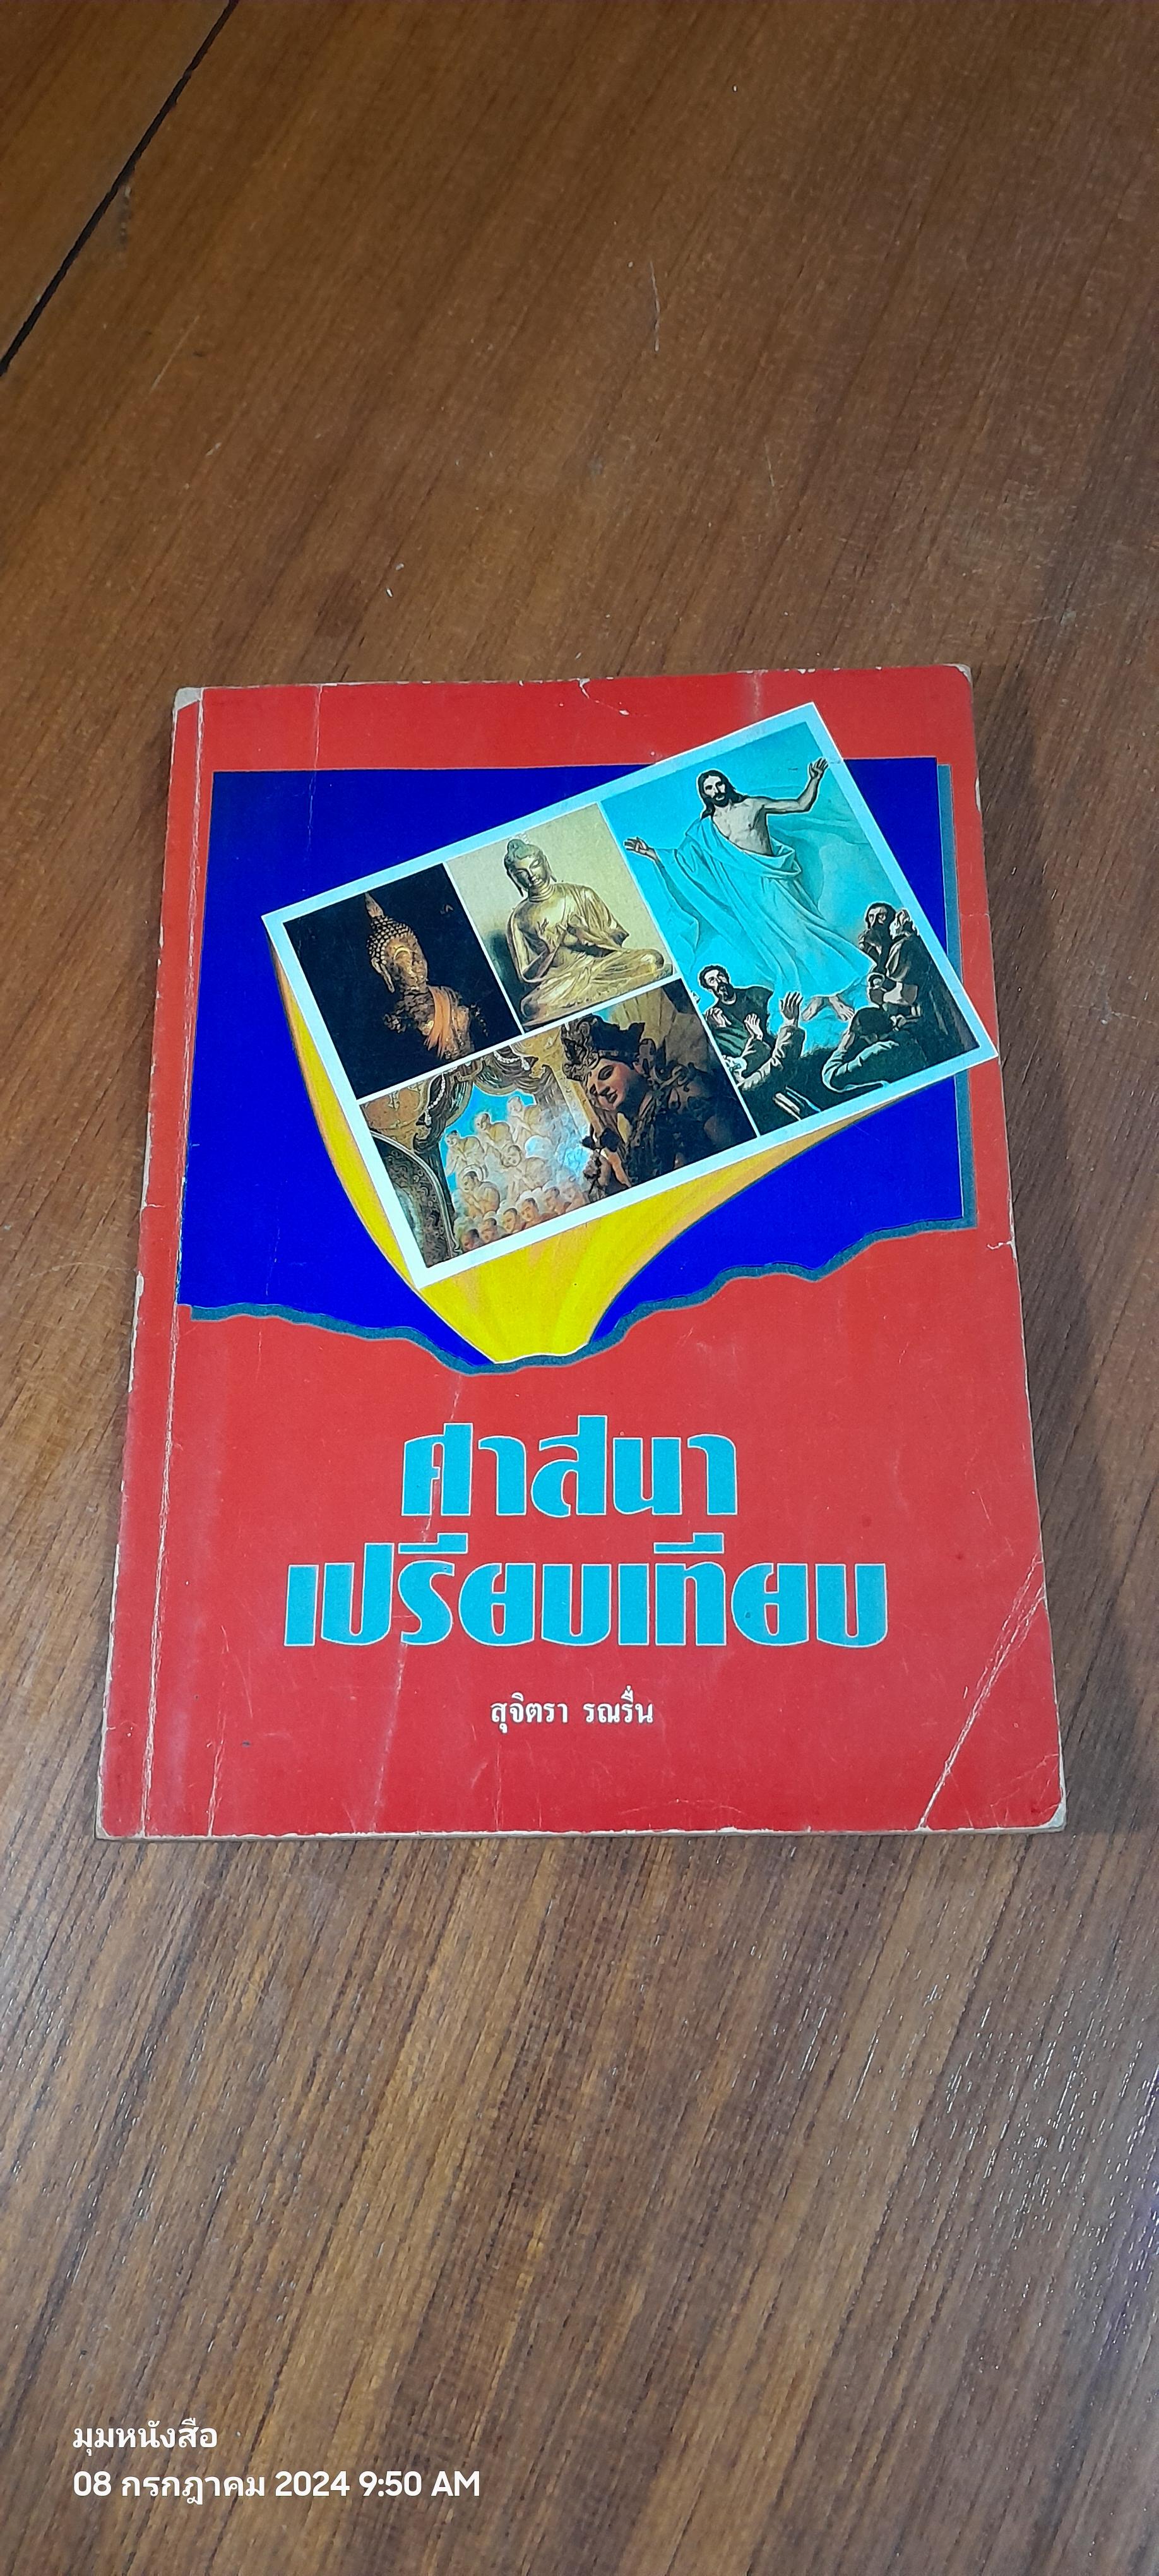 ศาสนา
เปรียบเทียบ
สุจิตรา รณรื่น
มุมหนังสือ
08 กรกฎาคม 2024 9:50 AM